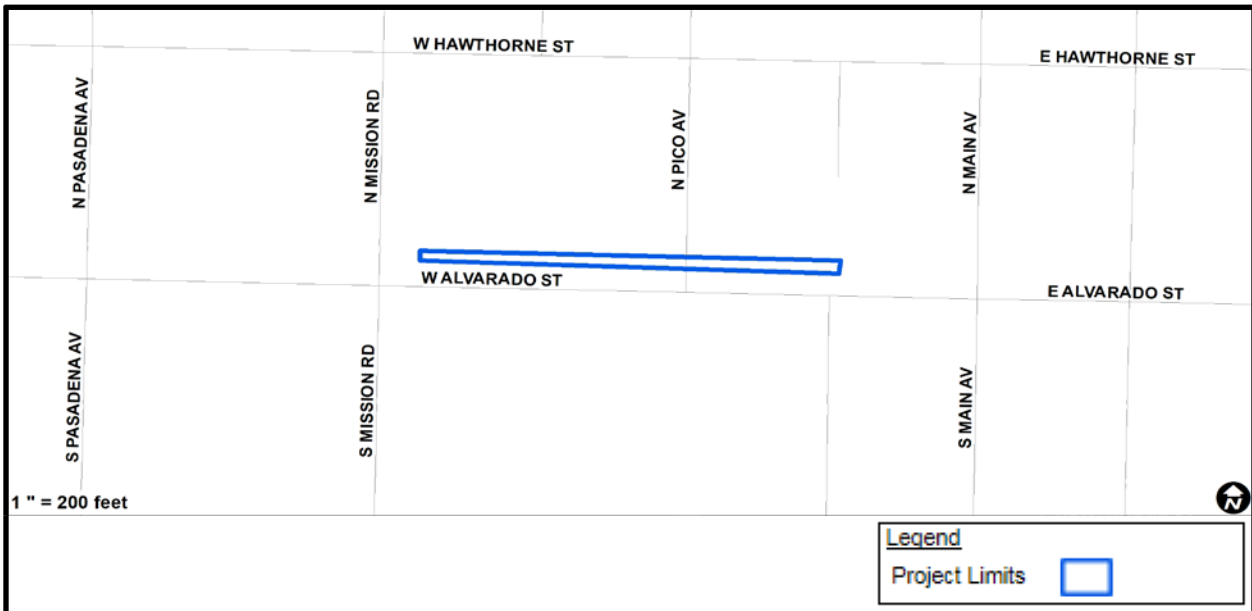 W HAWTHORNE ST
E HAWTHORNE ST
N PASADENA AV
N MISSION RD
N PICO AV
N MAIN AV
W ALVARADO ST
E ALVARADO ST
S PASADENA AV
S MISSION RD
S MAIN AV
1 " = 200 feet
N
Legend
Project Limits